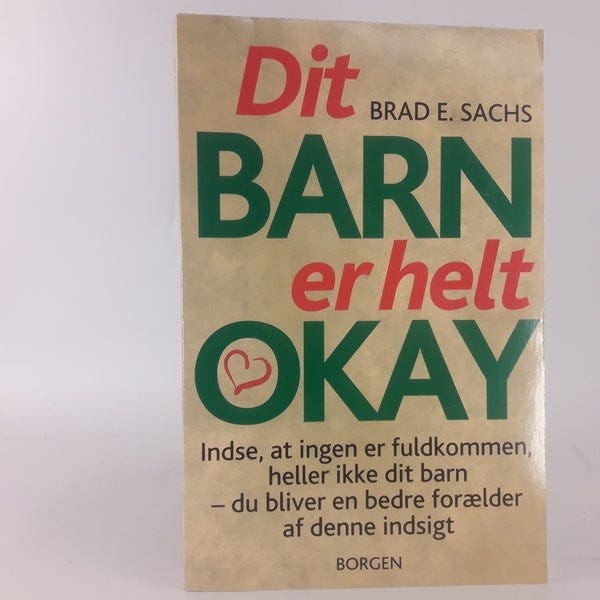 Dit
BRAD E. SACHS
BARN
er helt
OKAY
Indse, at ingen er fuldkommen,
heller ikke dit barn
– du bliver en bedre forælder
af denne indsigt
BORGEN